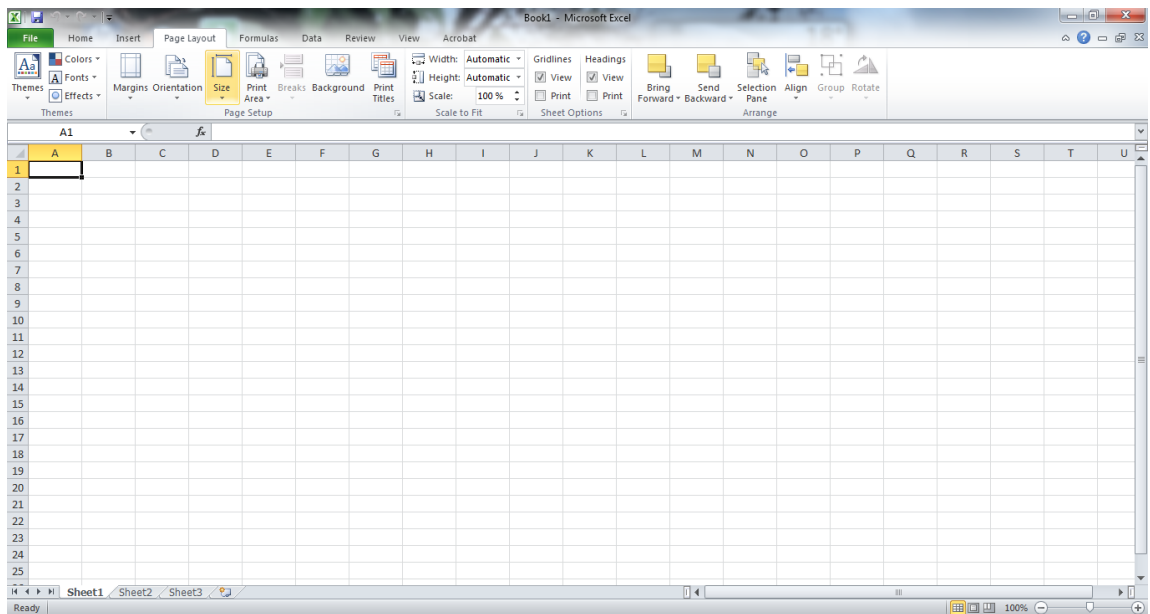 Book1 - Microsoft Excel
File Home Insert Page Layout Formulas Data Review View Acrobat
Colors Width: Automatic Gridlines Headings
Aa A Fonts Height: Automatic View View
Themes Effects Margins Orientation Size Print Area Breaks Background Print Titles Scale: 100 % Print Print Bring Forward Send Backward Selection Pane Align Group Rotate
Themes Page Setup Scale to Fit Sheet Options Arrange
A1 fx
A B C D E F G H I J K L M N O P Q R S T U
1
2
3
4
5
6
7
8
9
10
11
12
13
14
15
16
17
18
19
20
21
22
23
24
25
Sheet1 Sheet2 Sheet3
Ready 100%